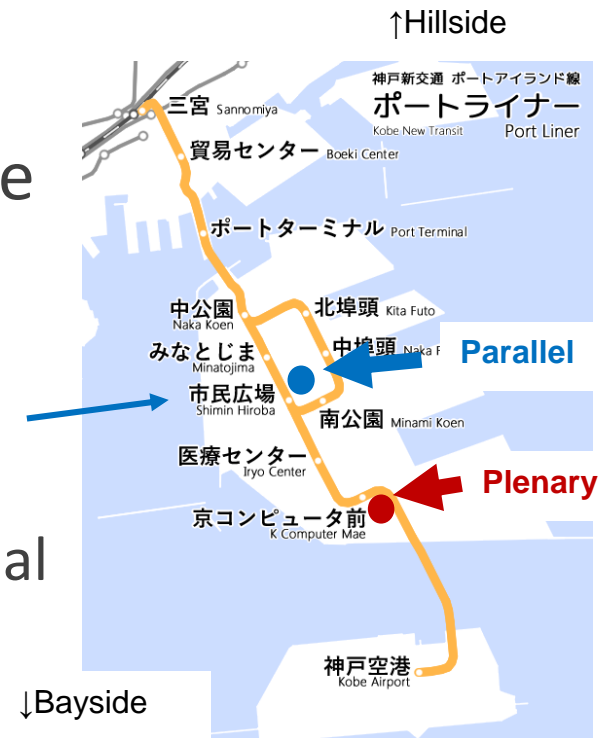 ↑Hillside
神戸新交通 ポートアイランド線
ポートライナー
Kobe New Transit Port Liner
三宮 Sannomiya
貿易センター Boeki Center
e
ポートターミナル Port Terminal
中公園
Naka Koen
北埠頭 Kita Futo
みなとじま
Minatojima
中埠頭 Naka F
Parallel
市民広場
Shimin Hiroba
南公園 Minami Koen
医療センター
Iryo Center
Plenary
京コンピュータ前
K Computer Mae
al
神戸空港
Kobe Airport
↓Bayside